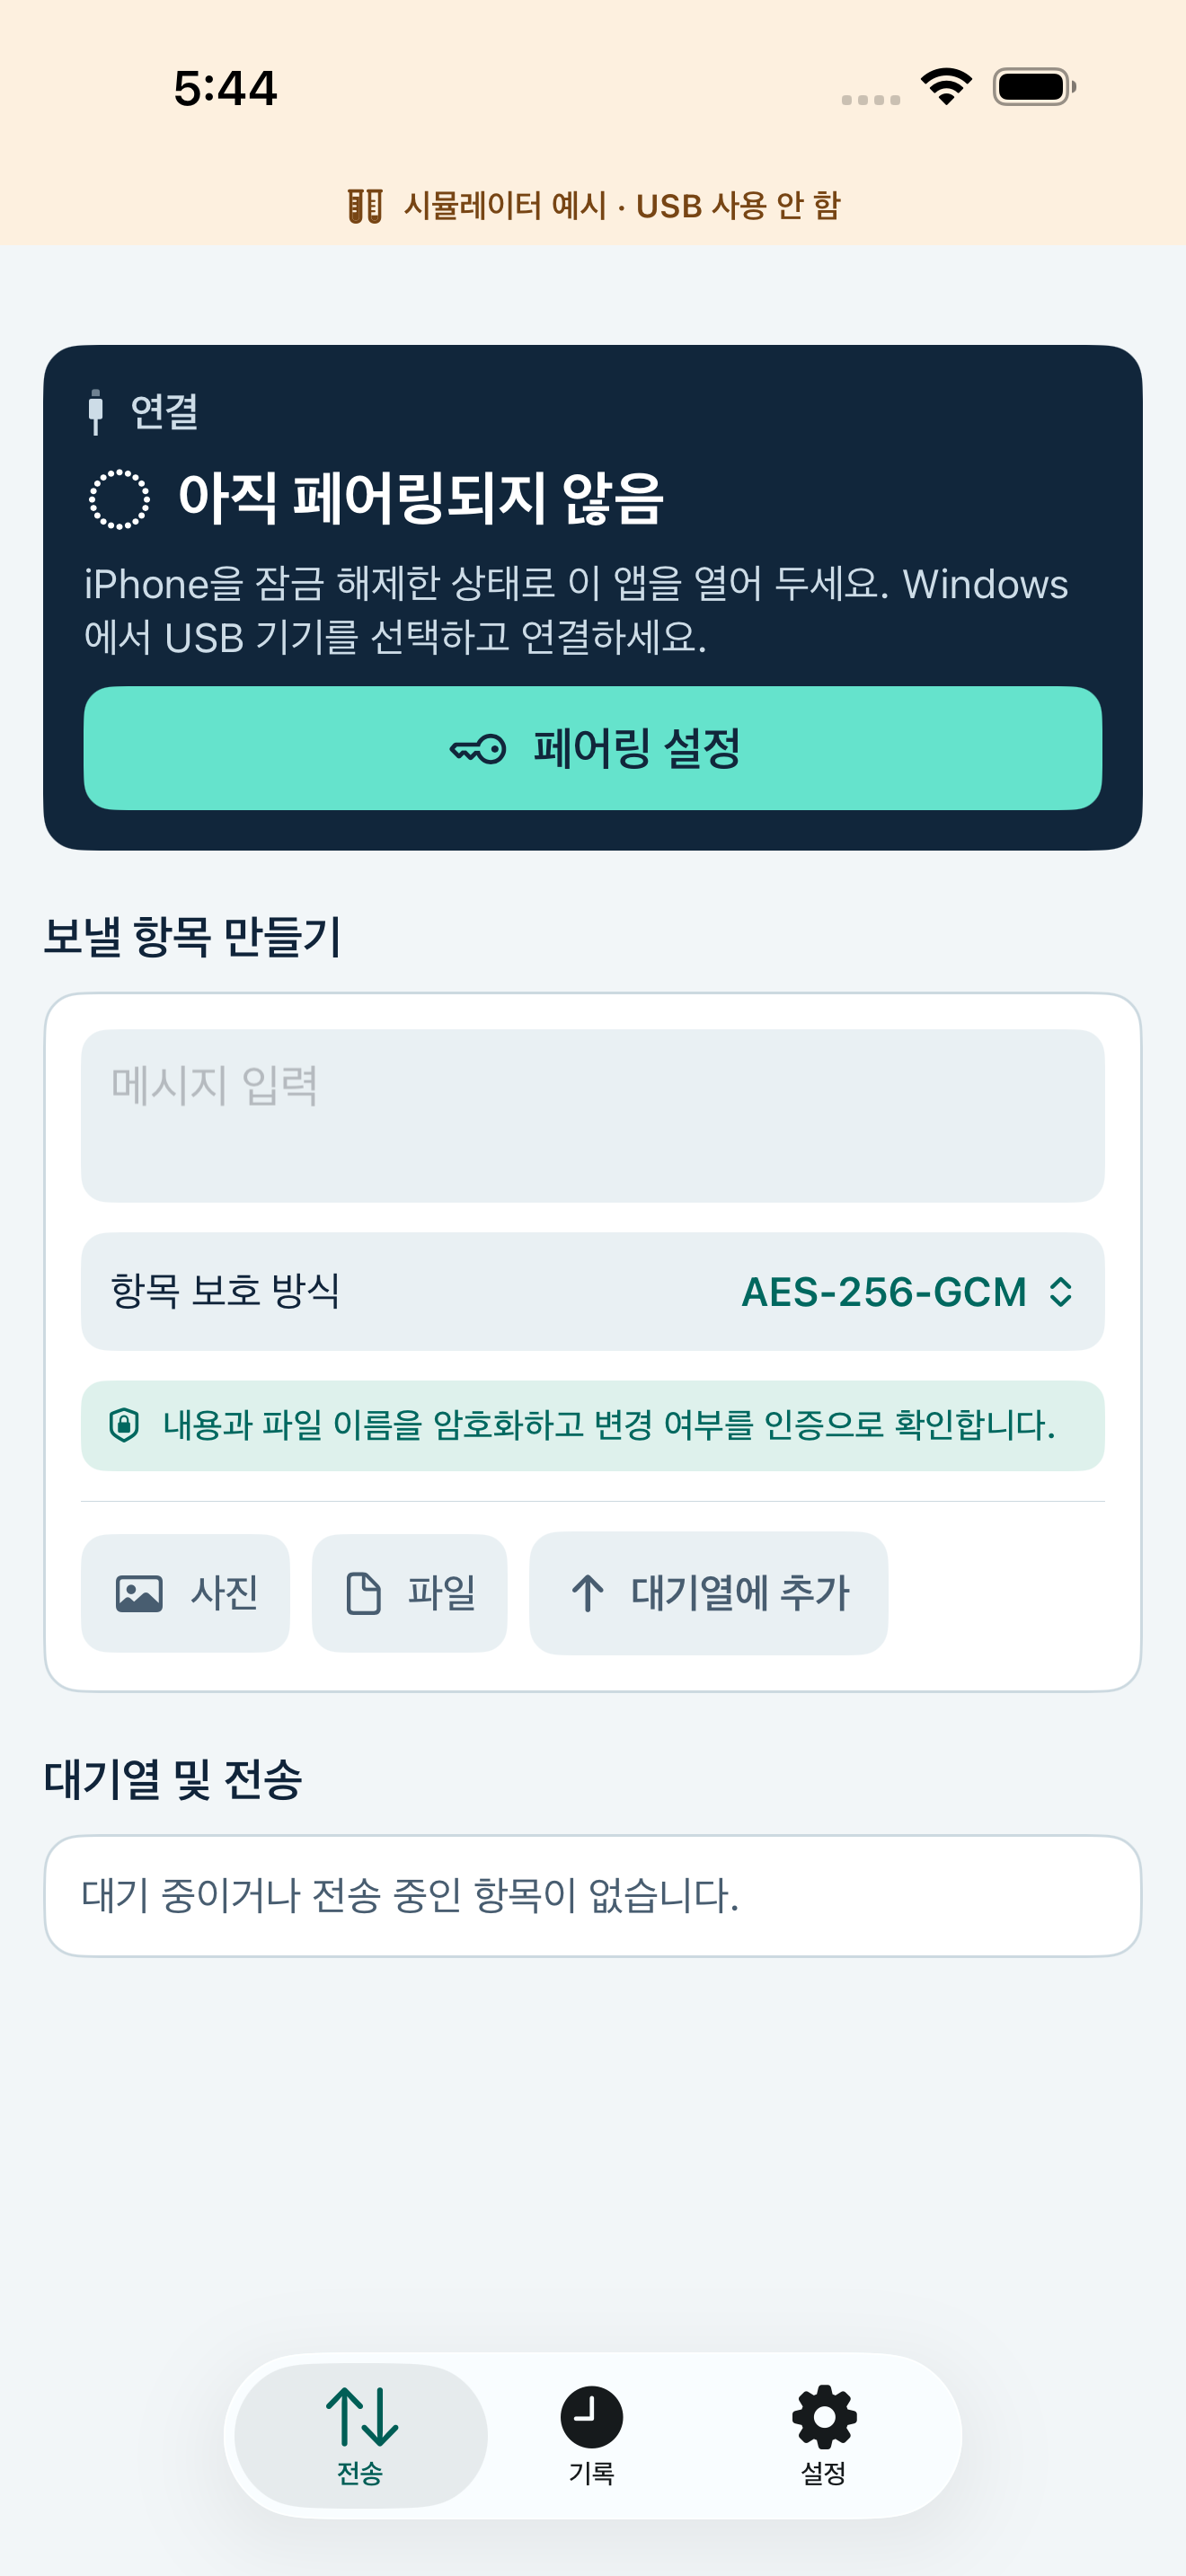 5:44
시뮬레이터 예시 · USB 사용 안 함
연결
아직 페어링되지 않음
iPhone을 잠금 해제한 상태로 이 앱을 열어 두세요. Windows
에서 USB 기기를 선택하고 연결하세요.
페어링 설정
보낼 항목 만들기
메시지 입력
항목 보호 방식 AES-256-GCM
내용과 파일 이름을 암호화하고 변경 여부를 인증으로 확인합니다.
사진 파일 대기열에 추가
대기열 및 전송
대기 중이거나 전송 중인 항목이 없습니다.
전송 기록 설정